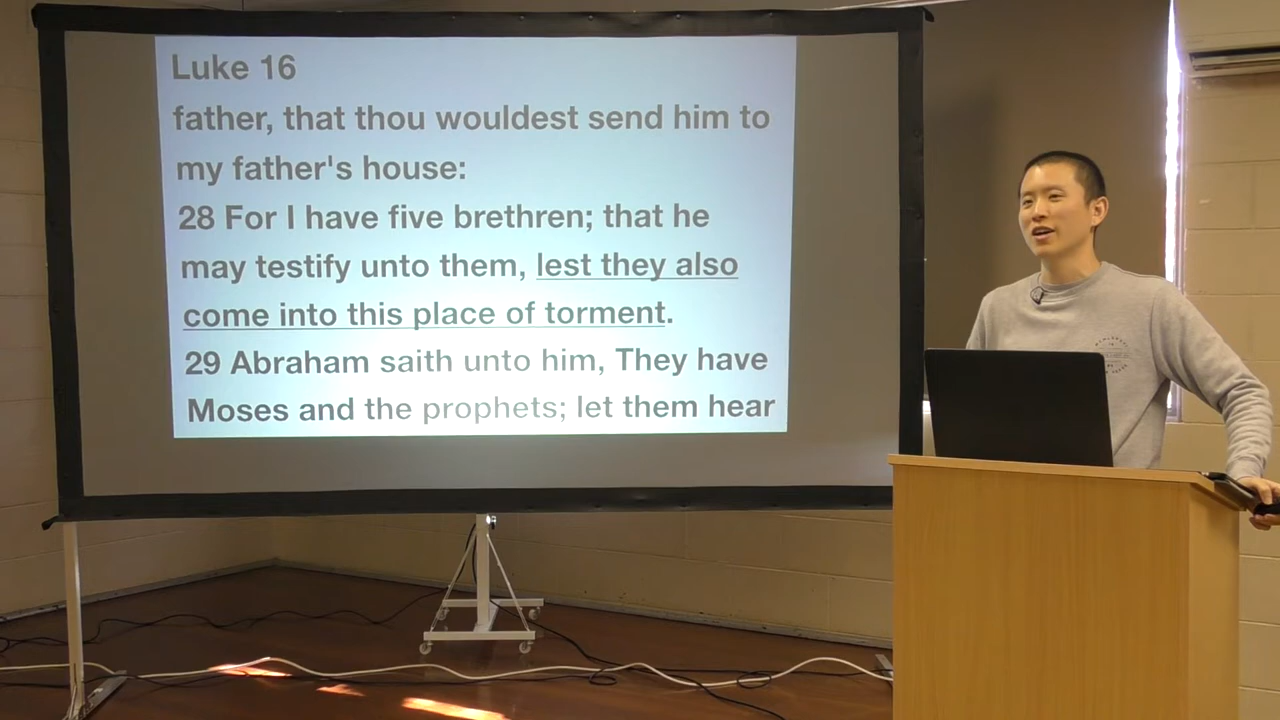 Luke 16
father, that thou wouldest send him to
my father's house:
28 For I have five brethren; that he
may testify unto them, lest they also
come into this place of torment.
29 Abraham saith unto him, They have
Moses and the prophets; let them hear